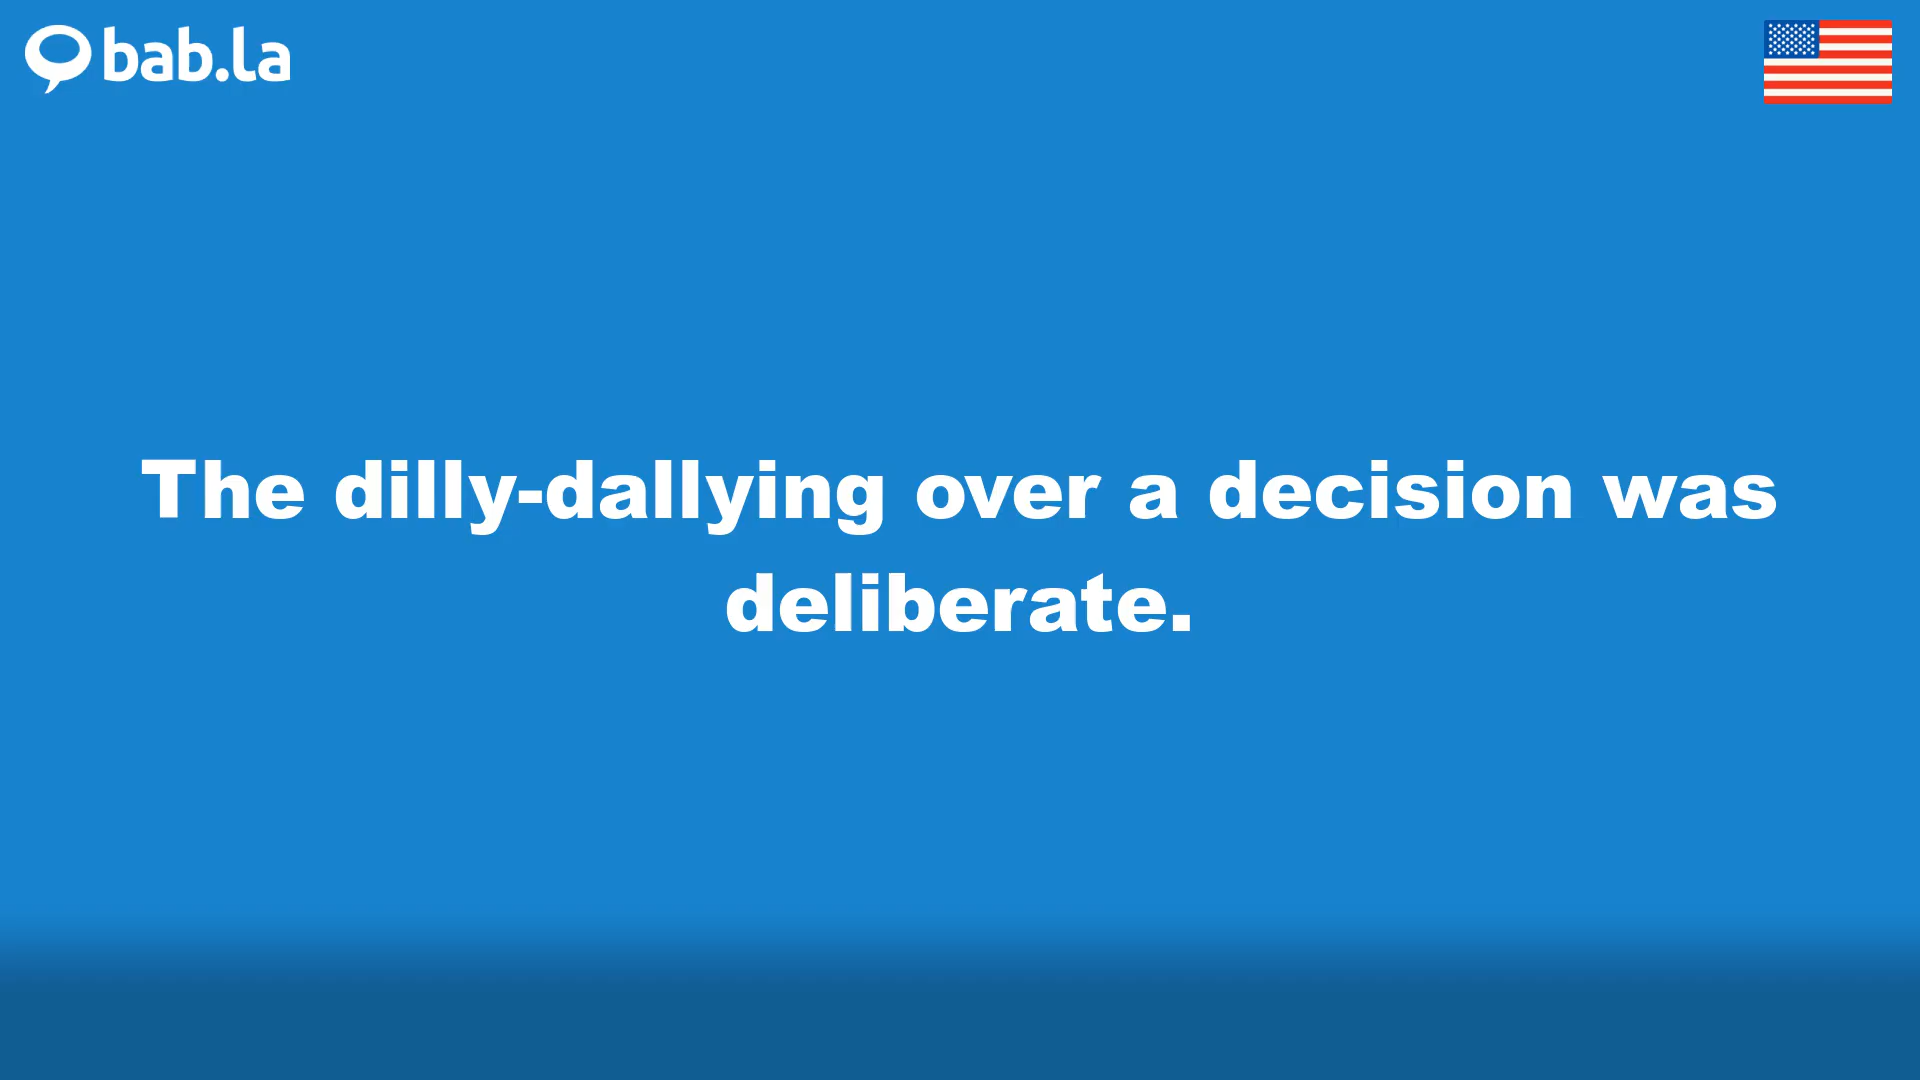 bab.la
The dilly-dallying over a decision was
deliberate.